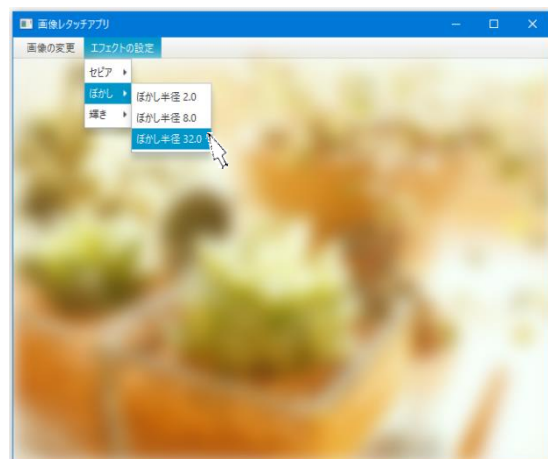 画像レタッチアプリ
画像の変更 エフェクトの設定
セピア
ぼかし
輝き
ぼかし半径 2.0
ぼかし半径 8.0
ぼかし半径 32.0